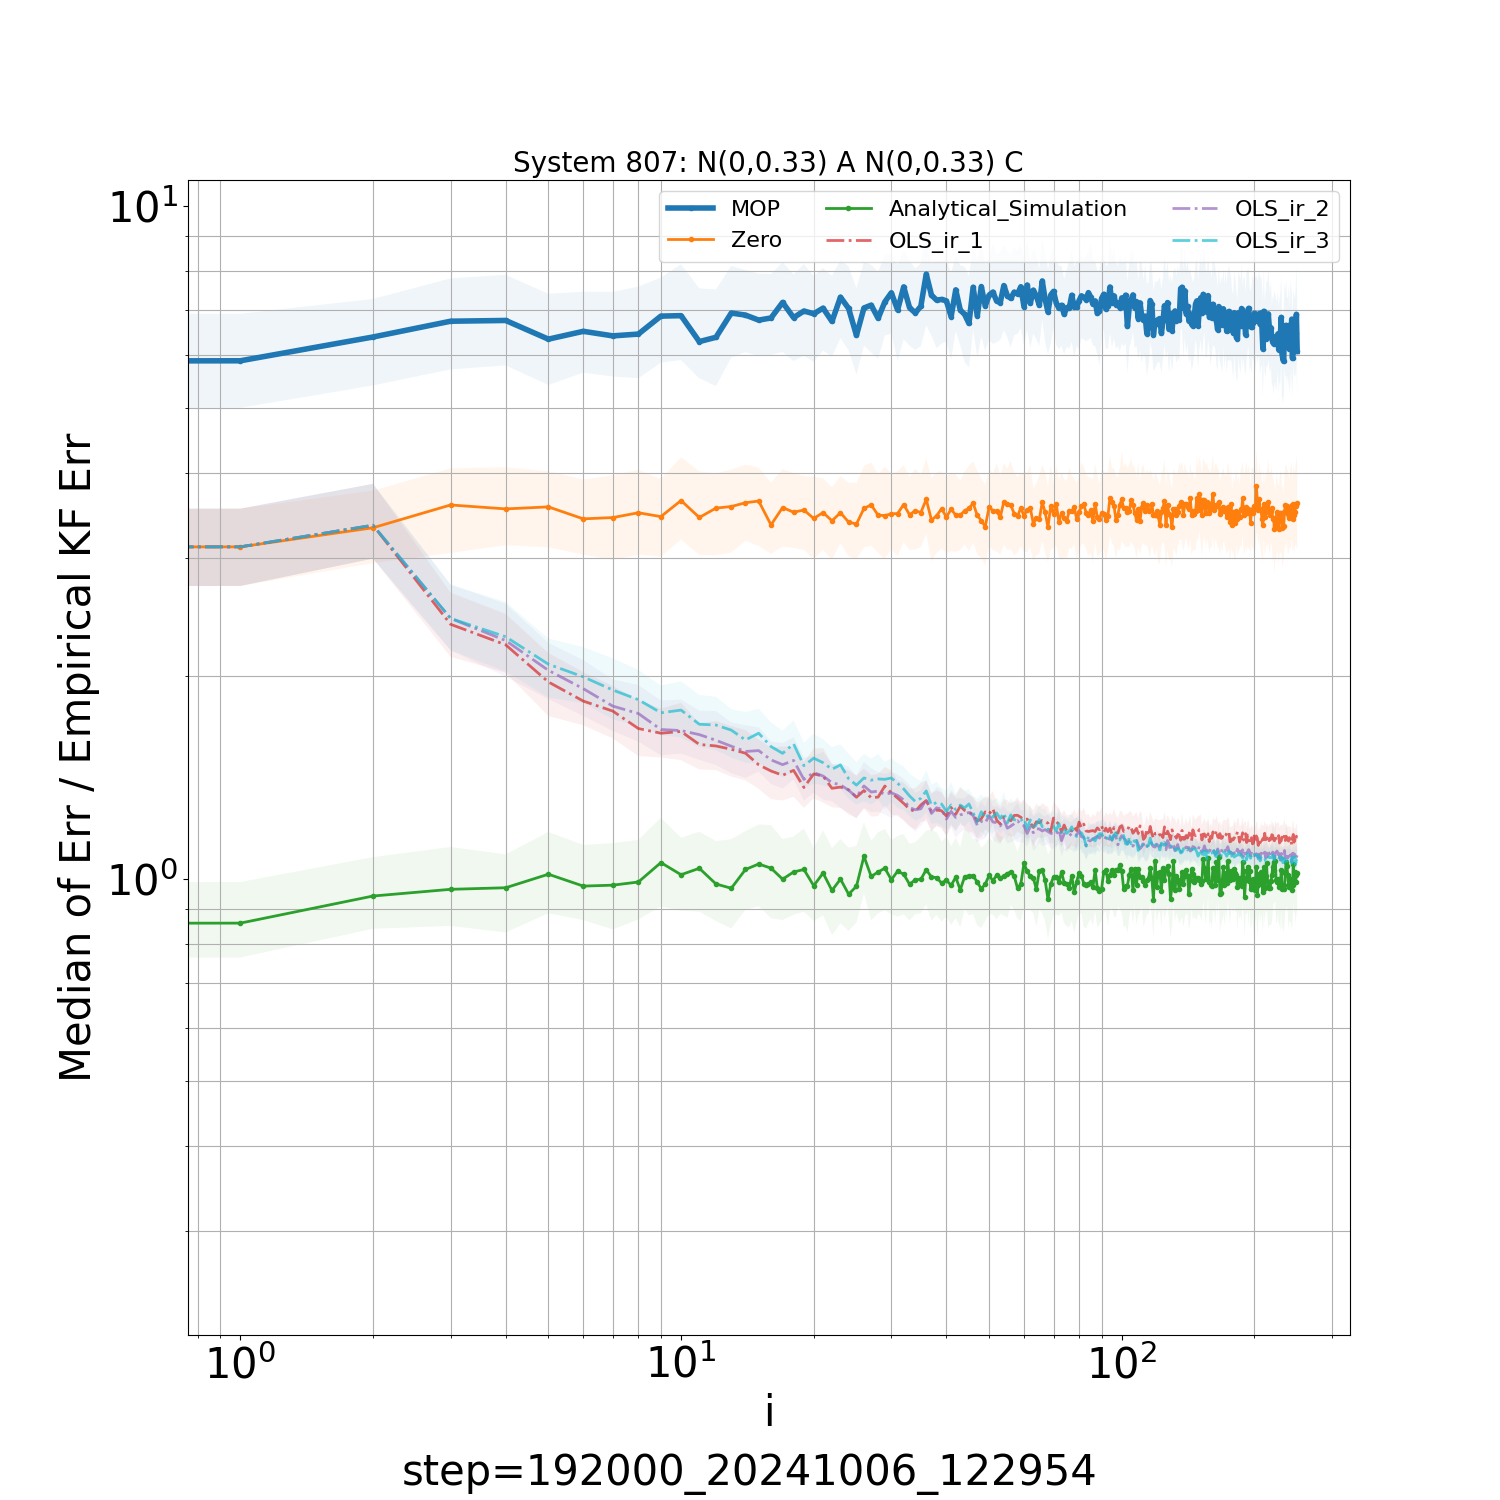 System 807: N(0,0.33) A N(0,0.33) C
10¹
MOP
Zero
Analytical_Simulation
OLS_ir_1
OLS_ir_2
OLS_ir_3
Median of Err / Empirical KF Err
10⁰
10⁰ 10¹ 10²
i
step=192000_20241006_122954